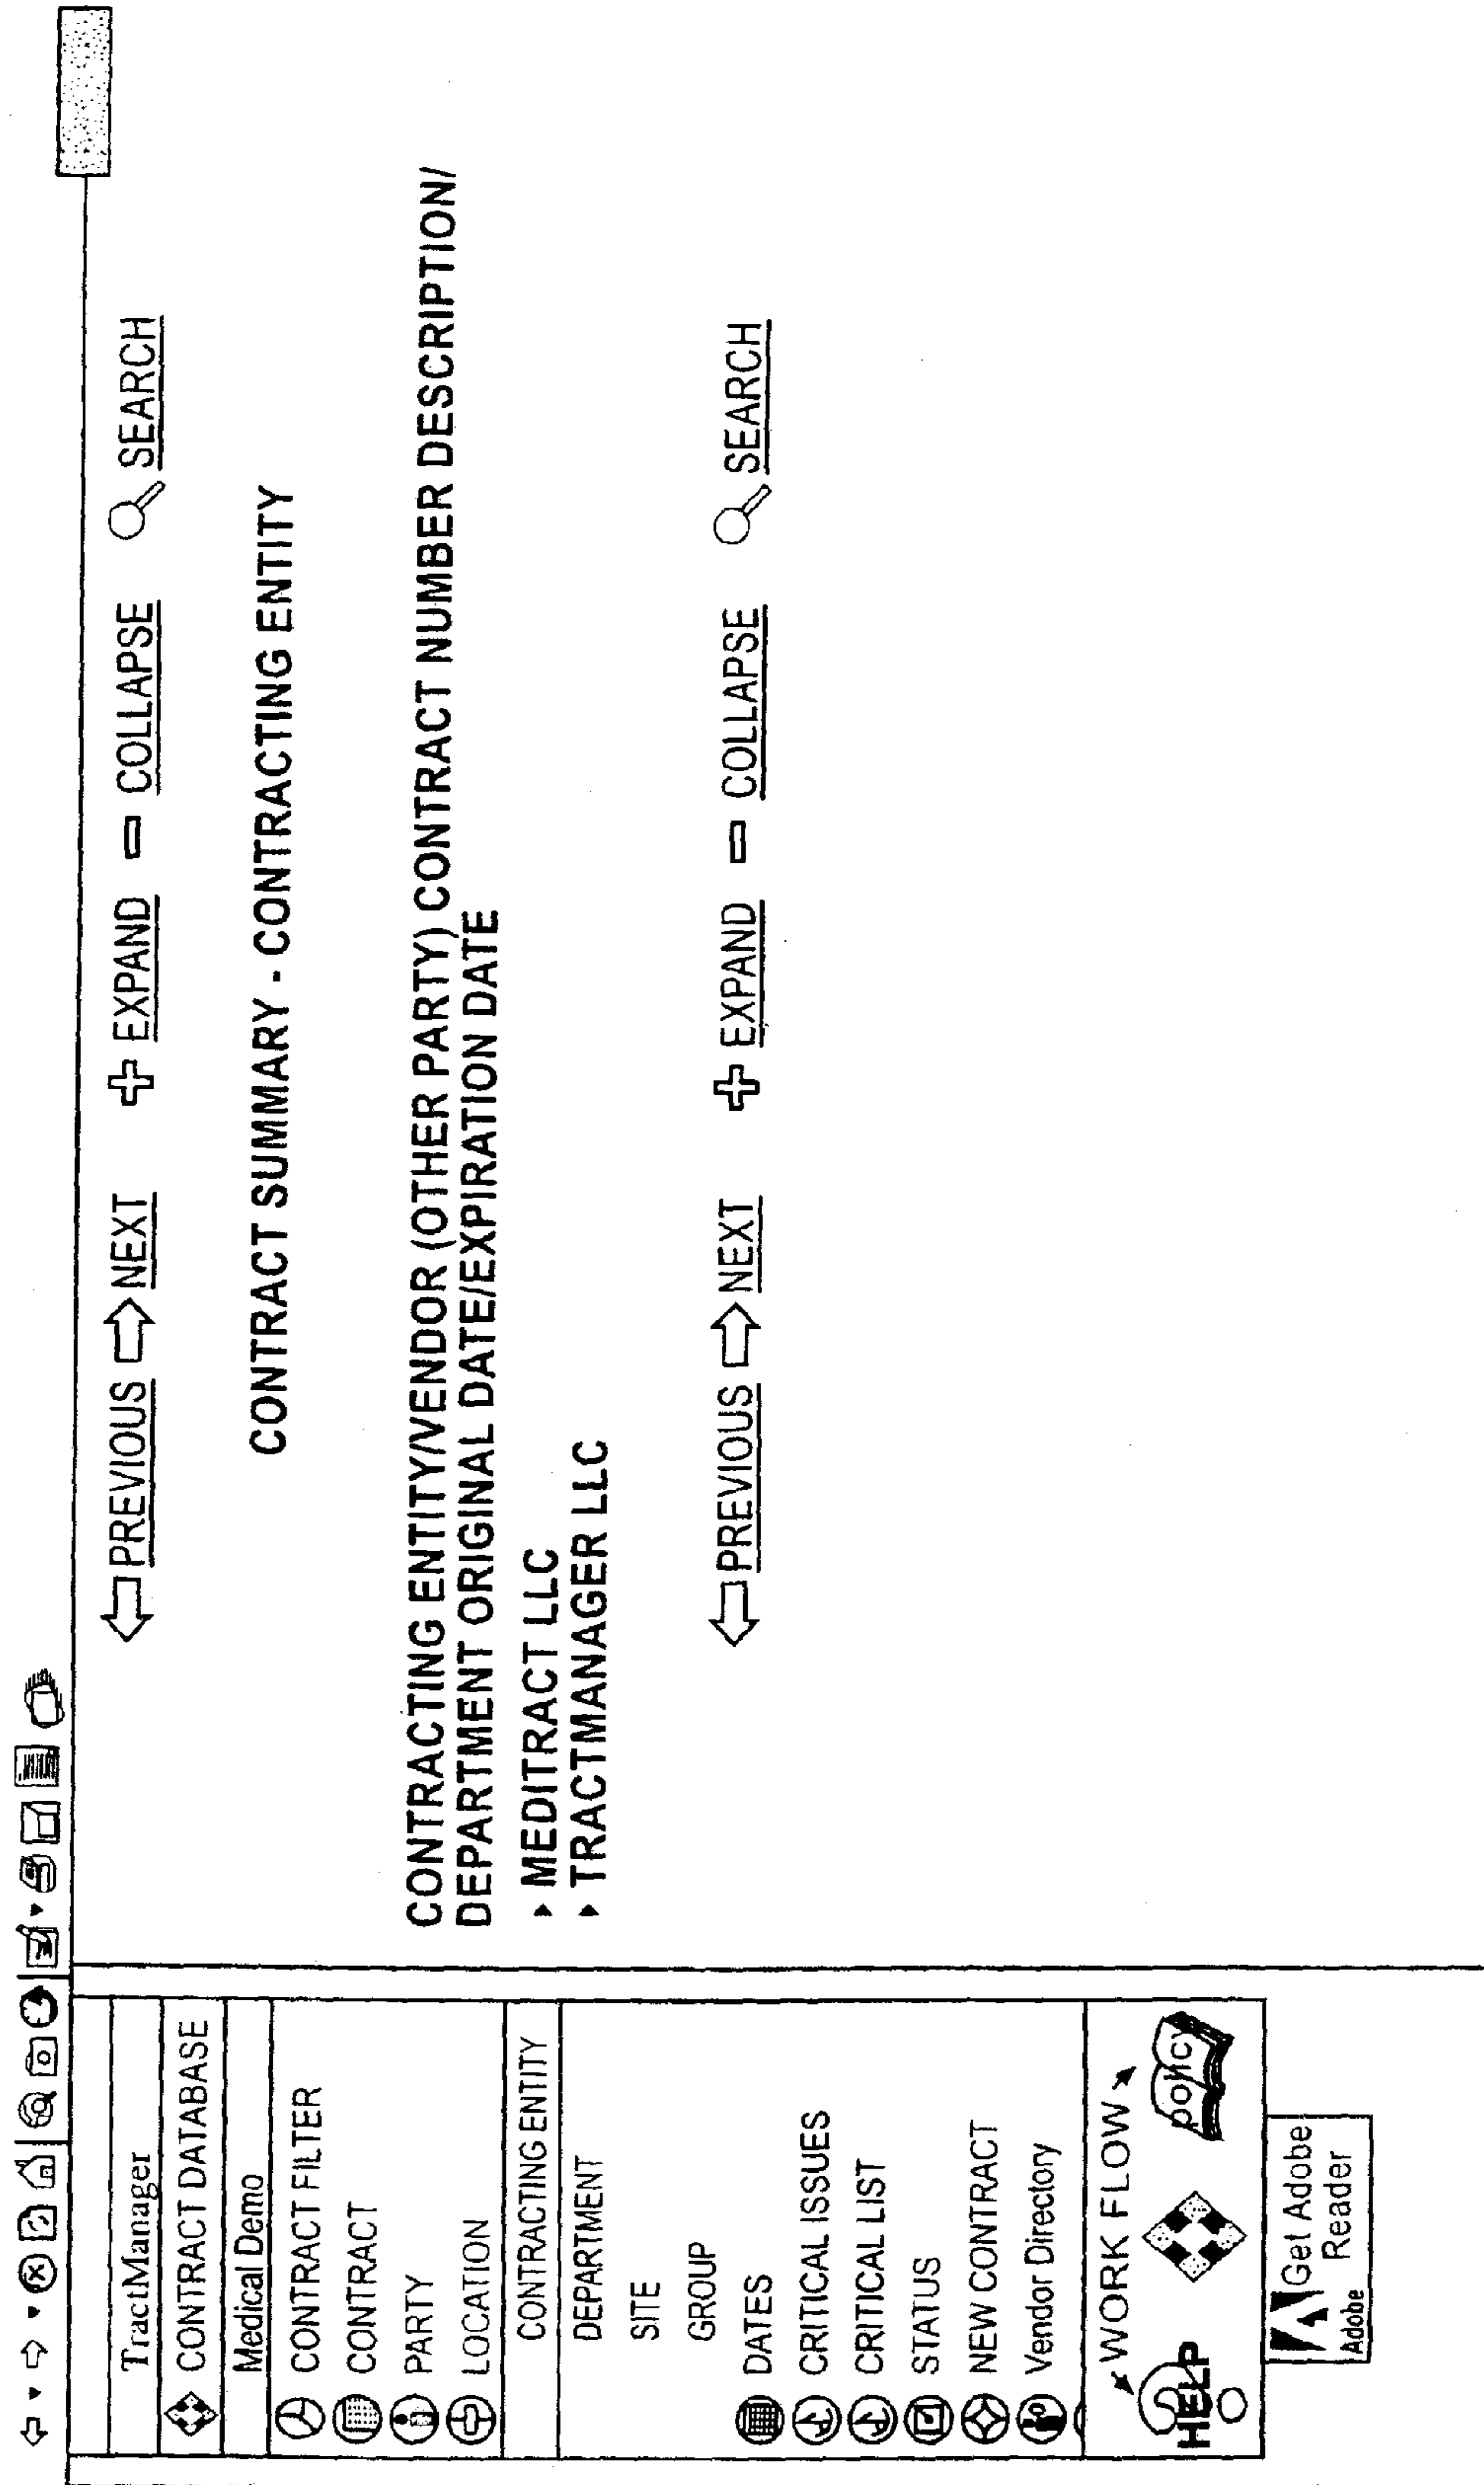 TractManager
CONTRACT DATABASE
Medical Demo
CONTRACT FILTER
CONTRACT
PARTY
LOCATION
CONTRACTING ENTITY
DEPARTMENT
SITE
GROUP
DATES
CRITICAL ISSUES
CRITICAL LIST
STATUS
NEW CONTRACT
Vendor Directory
WORK FLOW
HELP
policy
Adobe
Get Adobe
Reader
PREVIOUS NEXT EXPAND COLLAPSE SEARCH
CONTRACT SUMMARY - CONTRACTING ENTITY
CONTRACTING ENTITY/VENDOR (OTHER PARTY) CONTRACT NUMBER DESCRIPTION/
DEPARTMENT ORIGINAL DATE/EXPIRATION DATE
MEDITRACT LLC
TRACTMANAGER LLC
PREVIOUS NEXT EXPAND COLLAPSE SEARCH